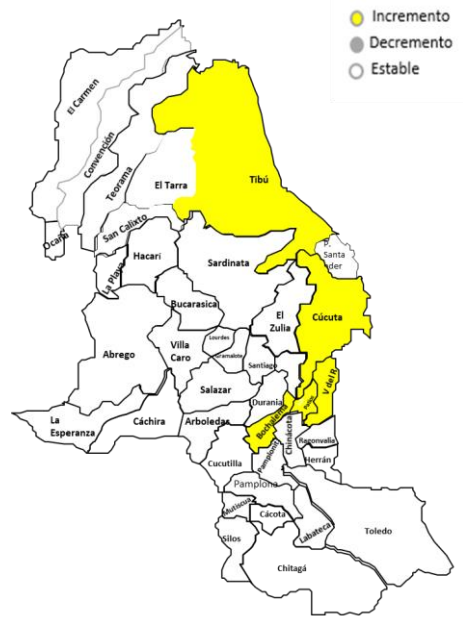 Incremento
Decremento
Estable
El Carmen
Convención
Teorama
El Tarra
Tibú
San Calixto
Ocaña
La Playa
Hacarí
Sardinata
P.
Santa
nder
Bucarasica
El
Zulia
Cúcuta
Abrego
Villa
Caro
Lourdes
Gramalote
Santiago
Salazar
Durania
V del R
La
Esperanza
Cáchira
Arboledas
Bochalema
Chinácota
Ragonvalia
Herrán
Cucutilla
Pamplonit
Pamplona
Mutiscua
Cácota
Labateca
Toledo
Silos
Chitagá